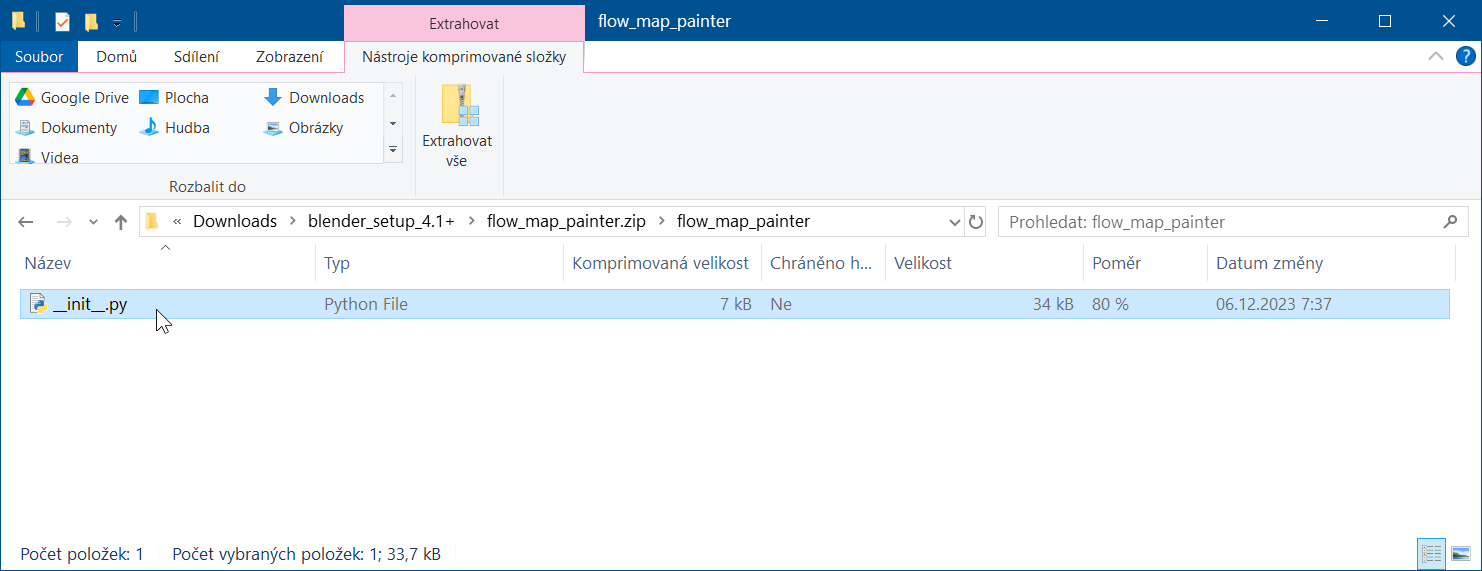 Extrahovat flow_map_painter
Soubor Domů Sdílení Zobrazení Nástroje komprimované složky
Google Drive Plocha Downloads
Dokumenty Hudba Obrázky
Videa
Extrahovat
vše
Rozbalit do
« Downloads > blender_setup_4.1+ > flow_map_painter.zip > flow_map_painter
Prohledat: flow_map_painter
Název Typ Komprimovaná velikost Chráněno h... Velikost Poměr Datum změny
__init__.py Python File 7 kB Ne 34 kB 80 % 06.12.2023 7:37
Počet položek: 1 Počet vybraných položek: 1; 33,7 kB